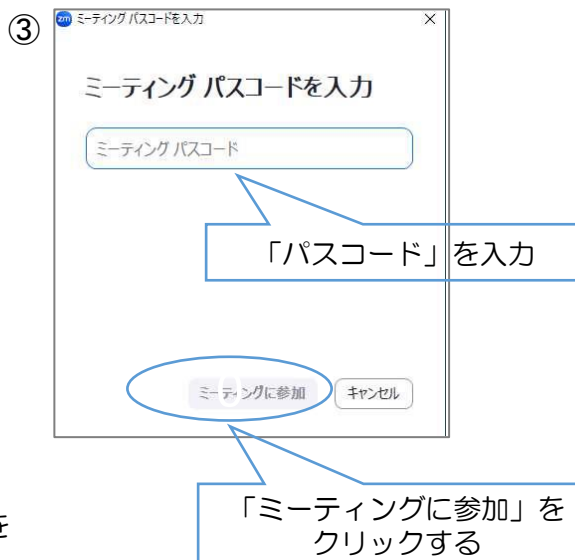 ③
zm ミーティング パスコードを入力
ミーティング パスコードを入力
ミーティング パスコード
「パスコード」を入力
ミーティングに参加 キャンセル
「ミーティングに参加」を
クリックする
を